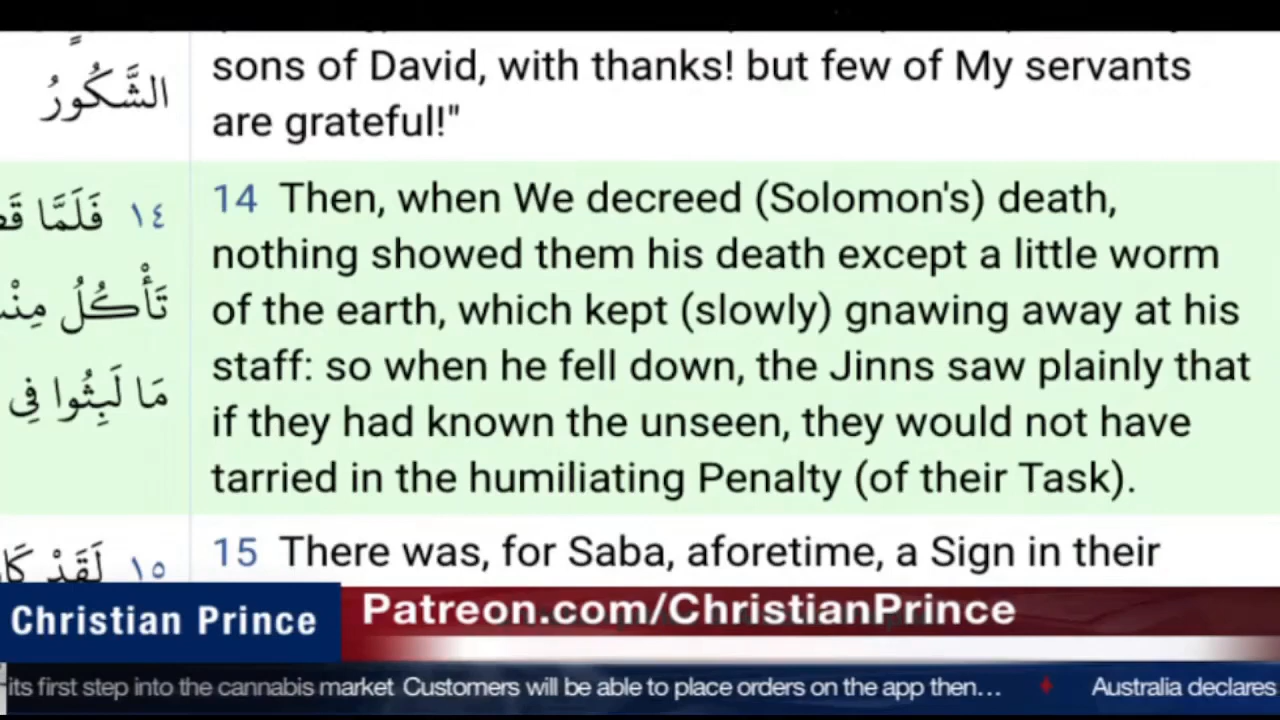 الشَّكُورُ
sons of David, with thanks! but few of My servants
are grateful!"
١٤ فَلَمَّا
14 Then, when We decreed (Solomon's) death,
nothing showed them his death except a little worm
تَأْكُلُ
of the earth, which kept (slowly) gnawing away at his
staff: so when he fell down, the Jinns saw plainly that
مَا لَبِثُوا فِي
if they had known the unseen, they would not have
tarried in the humiliating Penalty (of their Task).
١٥ لَقَدْ
15 There was, for Saba, aforetime, a Sign in their
Christian Prince
Patreon.com/ChristianPrince
its first step into the cannabis market Customers will be able to place orders on the app then... Australia declares